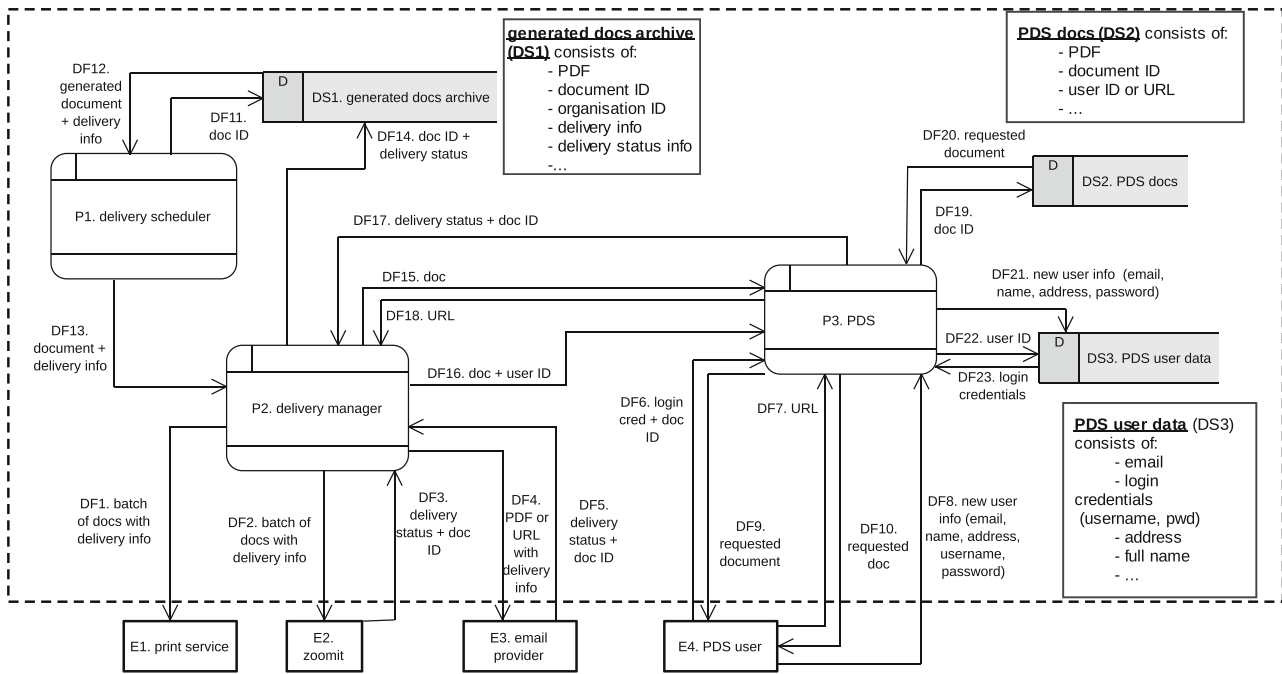 generated docs archive
(DS1) consists of:
- PDF
- document ID
- organisation ID
- delivery info
- delivery status info
-...
PDS docs (DS2) consists of:
- PDF
- document ID
- user ID or URL
- ...
DF12.
generated
document
+ delivery
info
D
DS1. generated docs archive
DF11.
doc ID
DF14. doc ID +
delivery status
DF20. requested
document
D
DS2. PDS docs
DF19.
doc ID
P1. delivery scheduler
DF17. delivery status + doc ID
DF15. doc
DF18. URL
P3. PDS
DF21. new user info (email,
name, address, password)
DF22. user ID
D
DS3. PDS user data
DF23. login
credentials
DF13.
document +
delivery info
DF16. doc + user ID
P2. delivery manager
DF6. login
cred + doc
ID
DF7. URL
PDS user data (DS3)
consists of:
- email
- login
credentials
(username, pwd)
- address
- full name
- ...
DF1. batch
of docs with
delivery info
DF2. batch of
docs with
delivery info
DF3.
delivery
status + doc
ID
DF4.
PDF or
URL
with
delivery
info
DF5.
delivery
status +
doc ID
DF9.
requested
document
DF10.
requested
doc
DF8. new user
info (email,
name, address,
username,
password)
E1. print service
E2.
zoomit
E3. email
provider
E4. PDS user